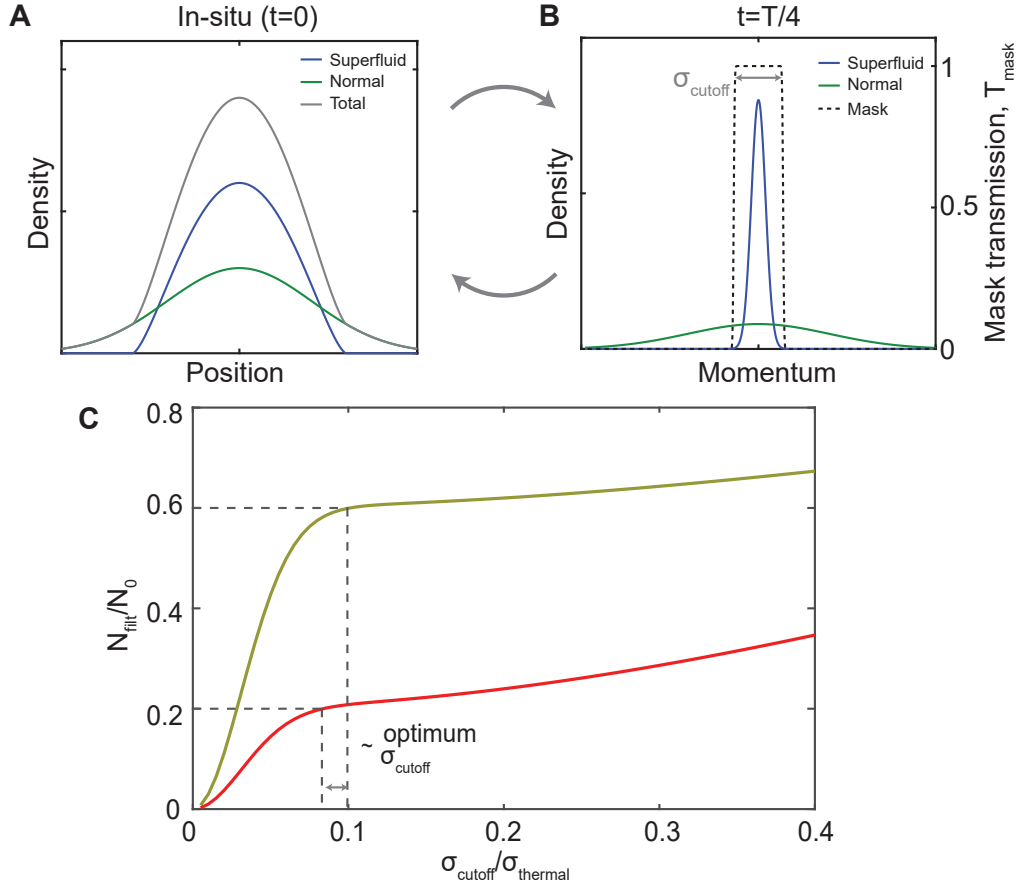 A
In-situ (t=0)
Superfluid
Normal
Total
Density
Position
B
t=T/4
σcutoff
Superfluid
Normal
Mask
1
0.5
0
Density
Mask transmission, Tmask
Momentum
C
0.8
0.6
0.4
0.2
0
Nfilt/N0
~ optimum
σcutoff
0
0.1
0.2
0.3
0.4
σcutoff/σthermal